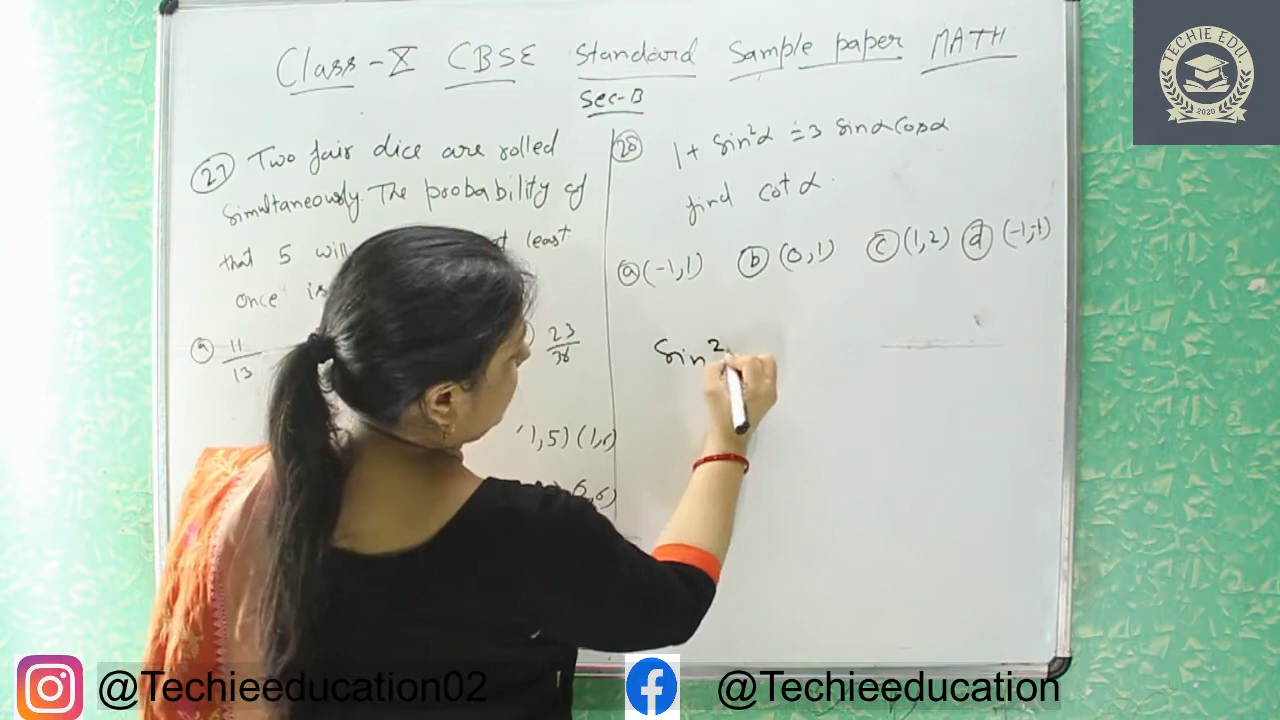 Class-X CBSE Standard Sample paper MATH
Sec-B
27 Two fair dice are rolled
simultaneously. The probability of
that 5 will least
once is
a 11/13 23/36
1,5) (1,6)
6,6)
28 1 + Sin²α = 3 Sinα Cosα
find cot α.
a (-1,1) b (0,1) c (1,2) d (-1,-1)
Sin²
TECHIE EDU.
2020
@Techieeducation02 @Techieeducation